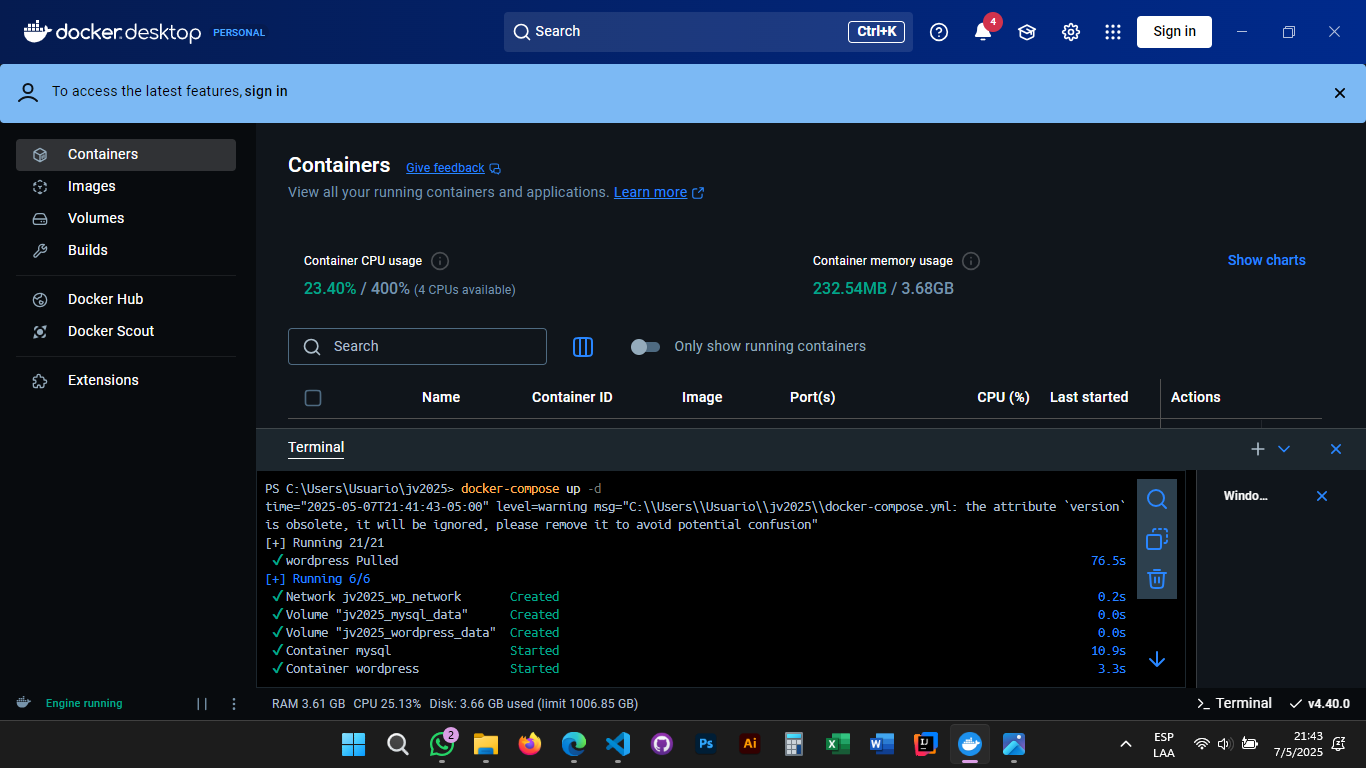 docker desktop PERSONAL
Search Ctrl+K
4
Sign in
To access the latest features, sign in
Containers
Images
Volumes
Builds
Docker Hub
Docker Scout
Extensions
Containers Give feedback
View all your running containers and applications. Learn more
Container CPU usage
23.40% / 400% (4 CPUs available)
Container memory usage
232.54MB / 3.68GB
Show charts
Search
Only show running containers
Name Container ID Image Port(s) CPU (%) Last started Actions
Terminal
PS C:\Users\Usuario\jv2025> docker-compose up -d
time="2025-05-07T21:41:43-05:00" level=warning msg="C:\\Users\\Usuario\\jv2025\\docker-compose.yml: the attribute `version`
is obsolete, it will be ignored, please remove it to avoid potential confusion"
[+] Running 21/21
✔ wordpress Pulled 76.5s
[+] Running 6/6
✔ Network jv2025_wp_network Created 0.2s
✔ Volume "jv2025_mysql_data" Created 0.0s
✔ Volume "jv2025_wordpress_data" Created 0.0s
✔ Container mysql Started 10.9s
✔ Container wordpress Started 3.3s
Windo...
Engine running
RAM 3.61 GB CPU 25.13% Disk: 3.66 GB used (limit 1006.85 GB)
Terminal
v4.40.0
2
Ps
Ai
IJ
ESP
LAA
21:43
7/5/2025